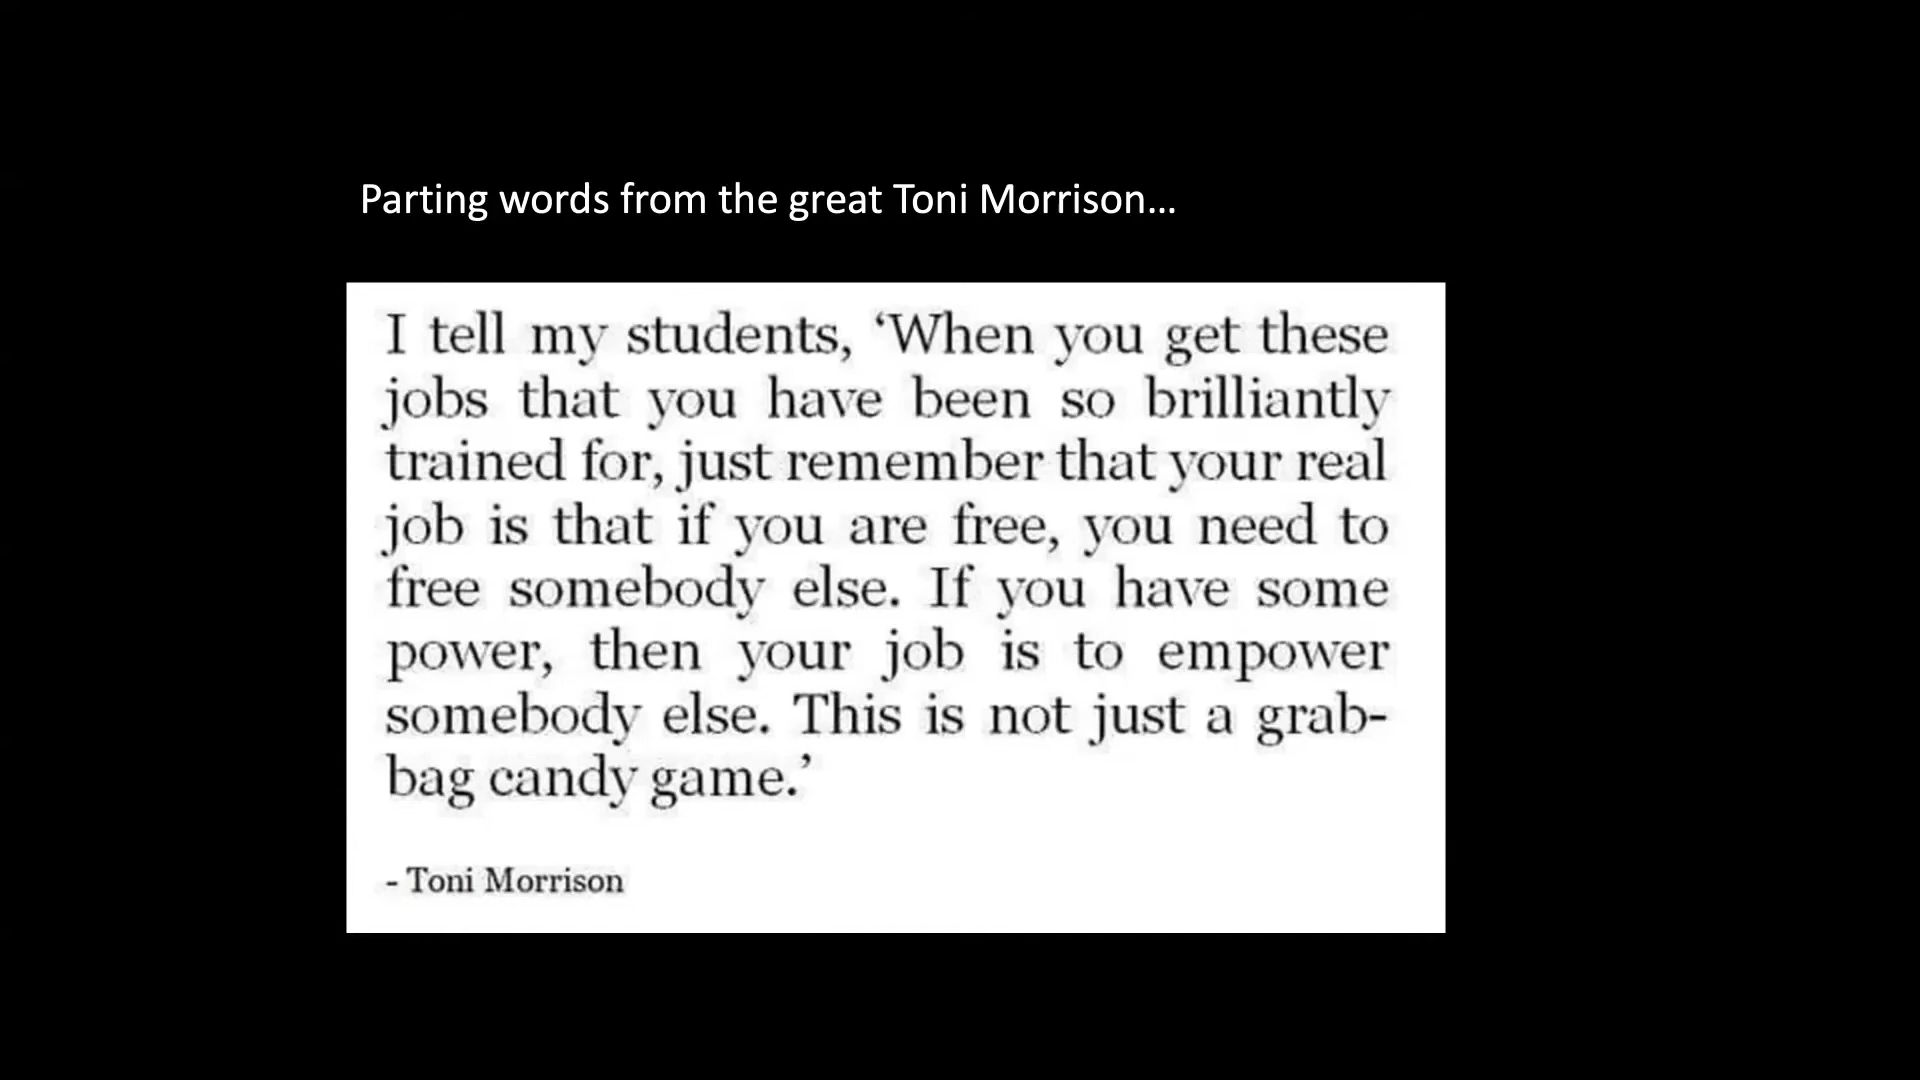 Parting words from the great Toni Morrison...
I tell my students, ‘When you get these
jobs that you have been so brilliantly
trained for, just remember that your real
job is that if you are free, you need to
free somebody else. If you have some
power, then your job is to empower
somebody else. This is not just a grab-
bag candy game.’
- Toni Morrison